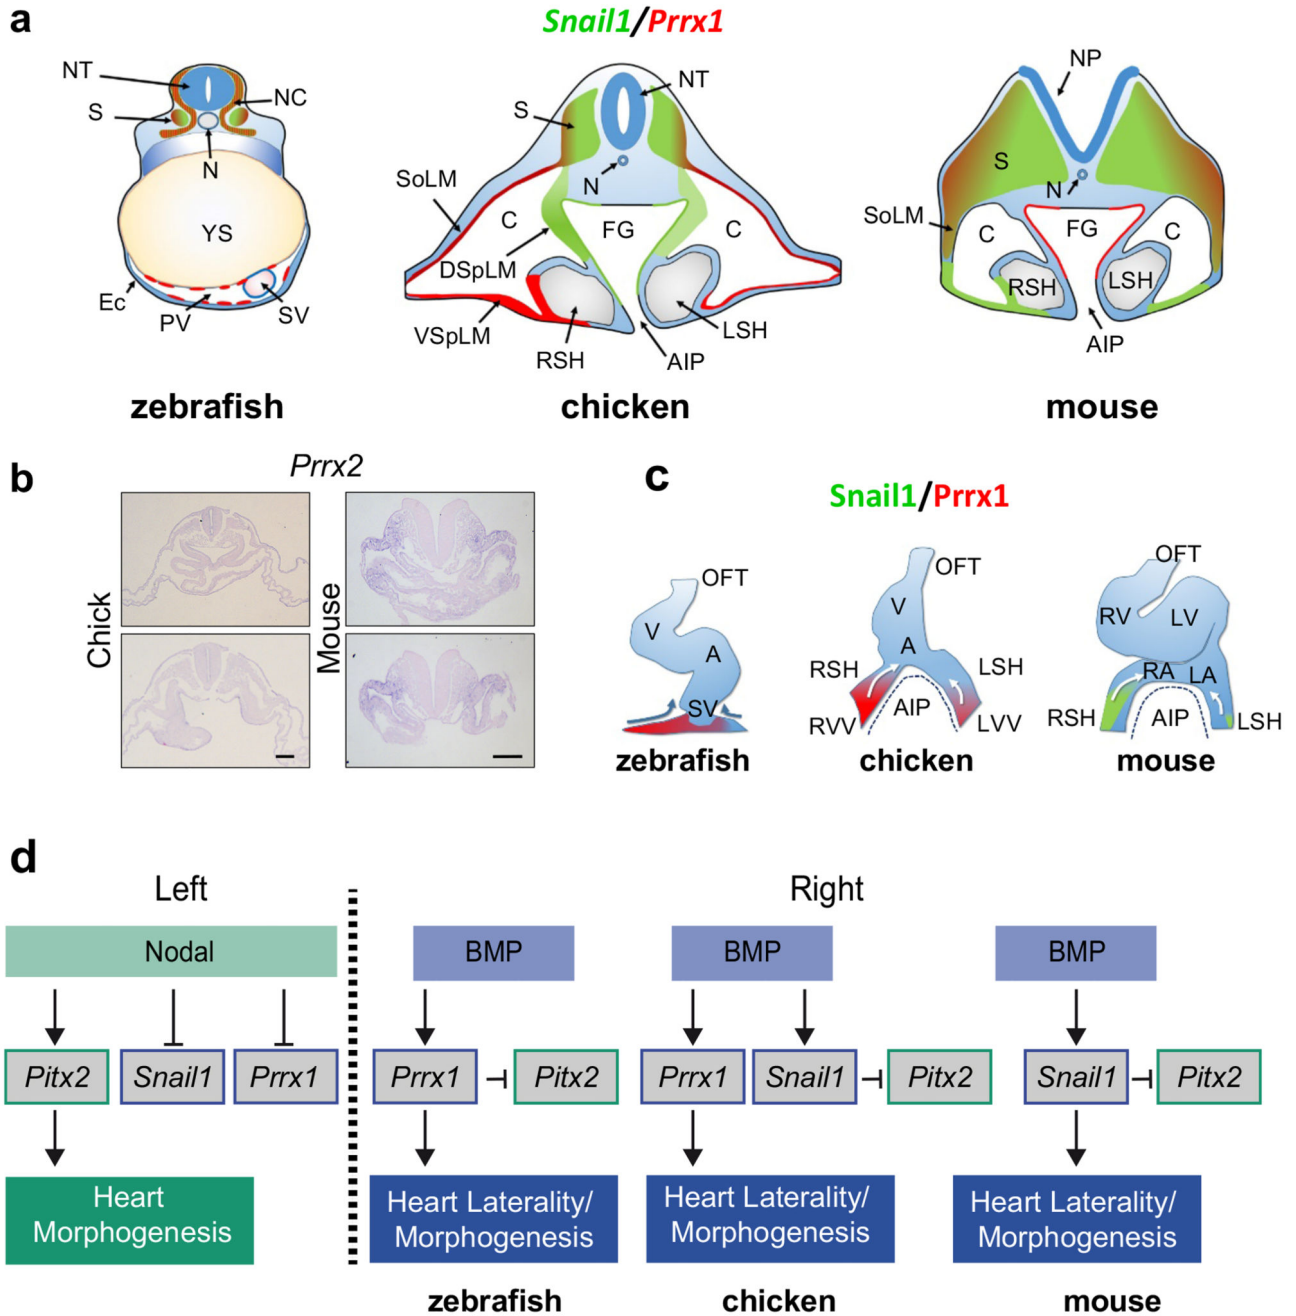 a
Snail1/Prrx1
NT
NC
S
N
YS
Ec
PV
SV
zebrafish
NT
S
N
SoLM
C
FG
C
DSpLM
VSpLM
RSH
AIP
LSH
chicken
NP
S
N
SoLM
C
FG
C
RSH
LSH
AIP
mouse
b
Prrx2
Chick
Mouse
c
Snail1/Prrx1
OFT
V
A
SV
zebrafish
OFT
V
A
RSH
LSH
RVV
AIP
LVV
chicken
OFT
RV
LV
RA
LA
RSH
AIP
LSH
mouse
d
Left
Right
Nodal
BMP
BMP
BMP
Pitx2
Snail1
Prrx1
Prrx1
Pitx2
Prrx1
Snail1
Pitx2
Snail1
Pitx2
Heart
Morphogenesis
Heart Laterality/
Morphogenesis
Heart Laterality/
Morphogenesis
Heart Laterality/
Morphogenesis
zebrafish
chicken
mouse